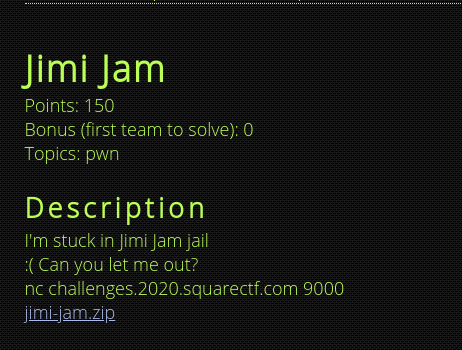 Jimi Jam
Points: 150
Bonus (first team to solve): 0
Topics: pwn
Description
I'm stuck in Jimi Jam jail
:( Can you let me out?
nc challenges.2020.squarectf.com 9000
jimi-jam.zip